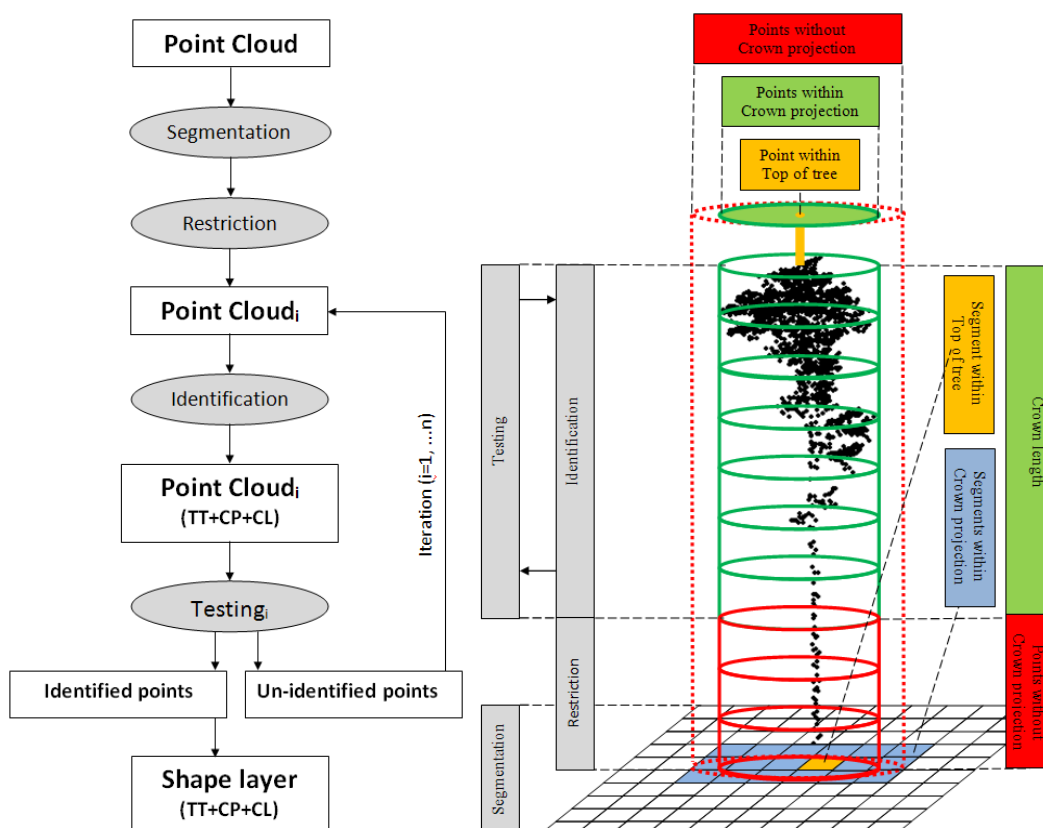 Point Cloud
Segmentation
Restriction
Point Cloudi
Identification
Point Cloudi
(TT+CP+CL)
Testingi
Identified points
Un-identified points
Shape layer
(TT+CP+CL)
Iteration (i=1, ...n)
Points without
Crown projection
Points within
Crown projection
Point within
Top of tree
Testing
Identification
Restriction
Segmentation
Segment within
Top of tree
Segments within
Crown projection
Crown length
Points without
Crown projection